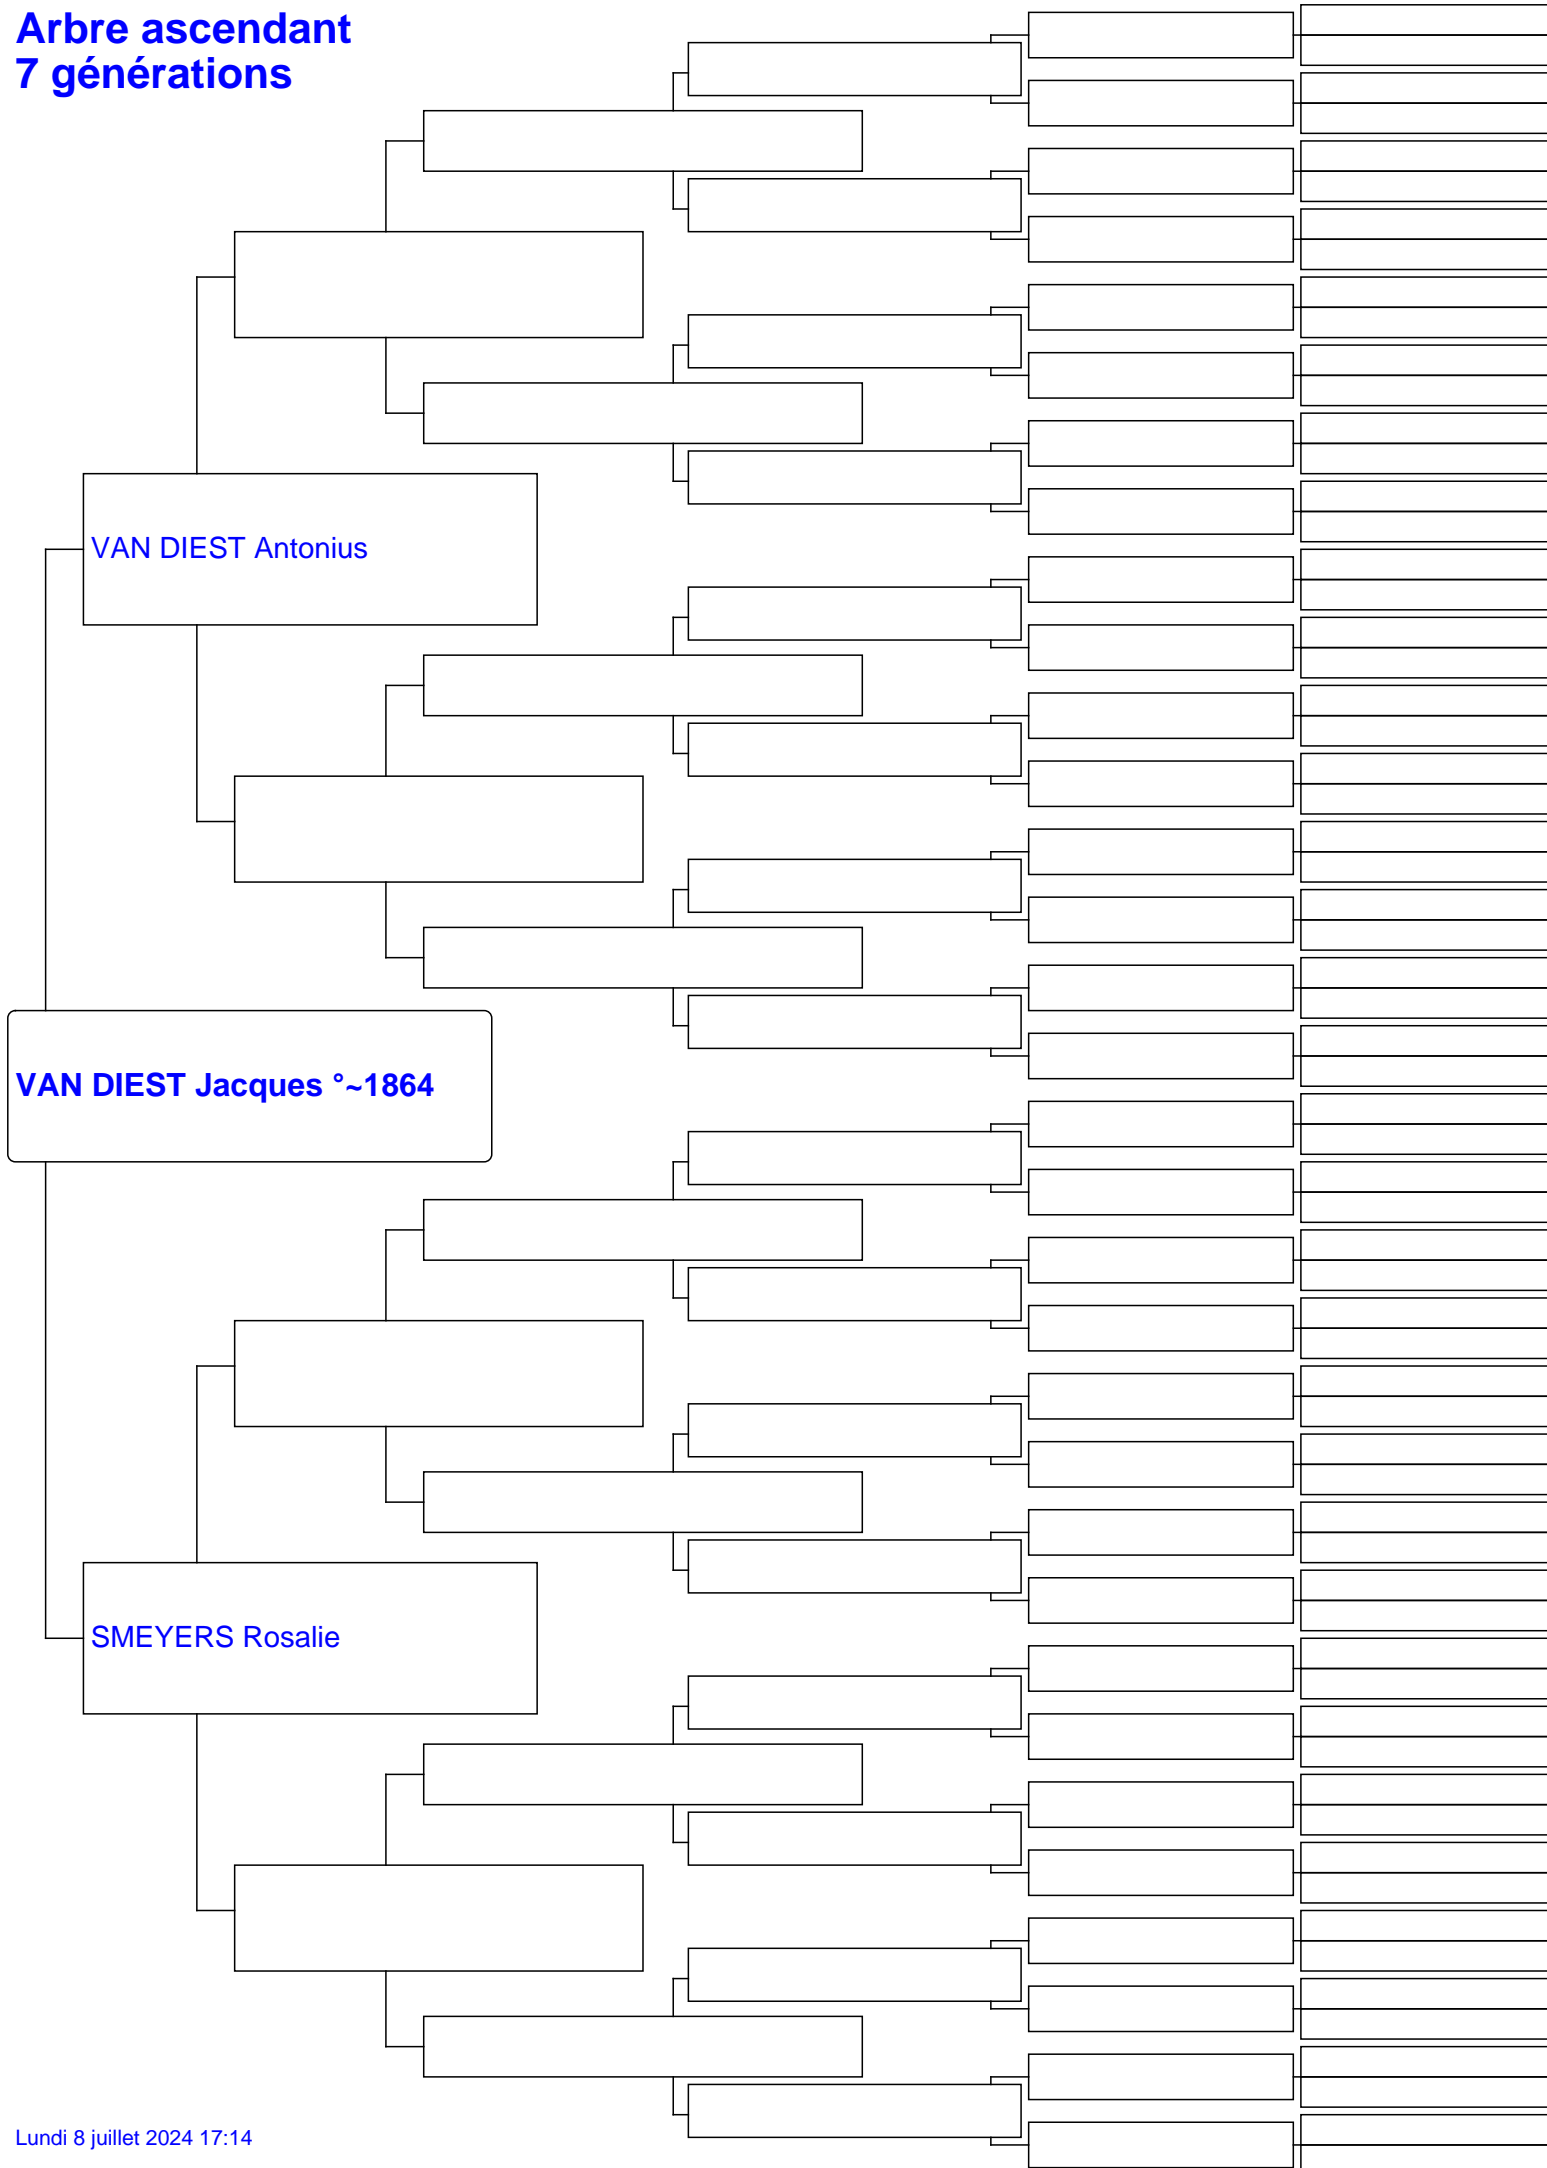 Arbre ascendant
7 générations
VAN DIEST Antonius
VAN DIEST Jacques °~1864
SMEYERS Rosalie
Lundi 8 juillet 2024 17:14